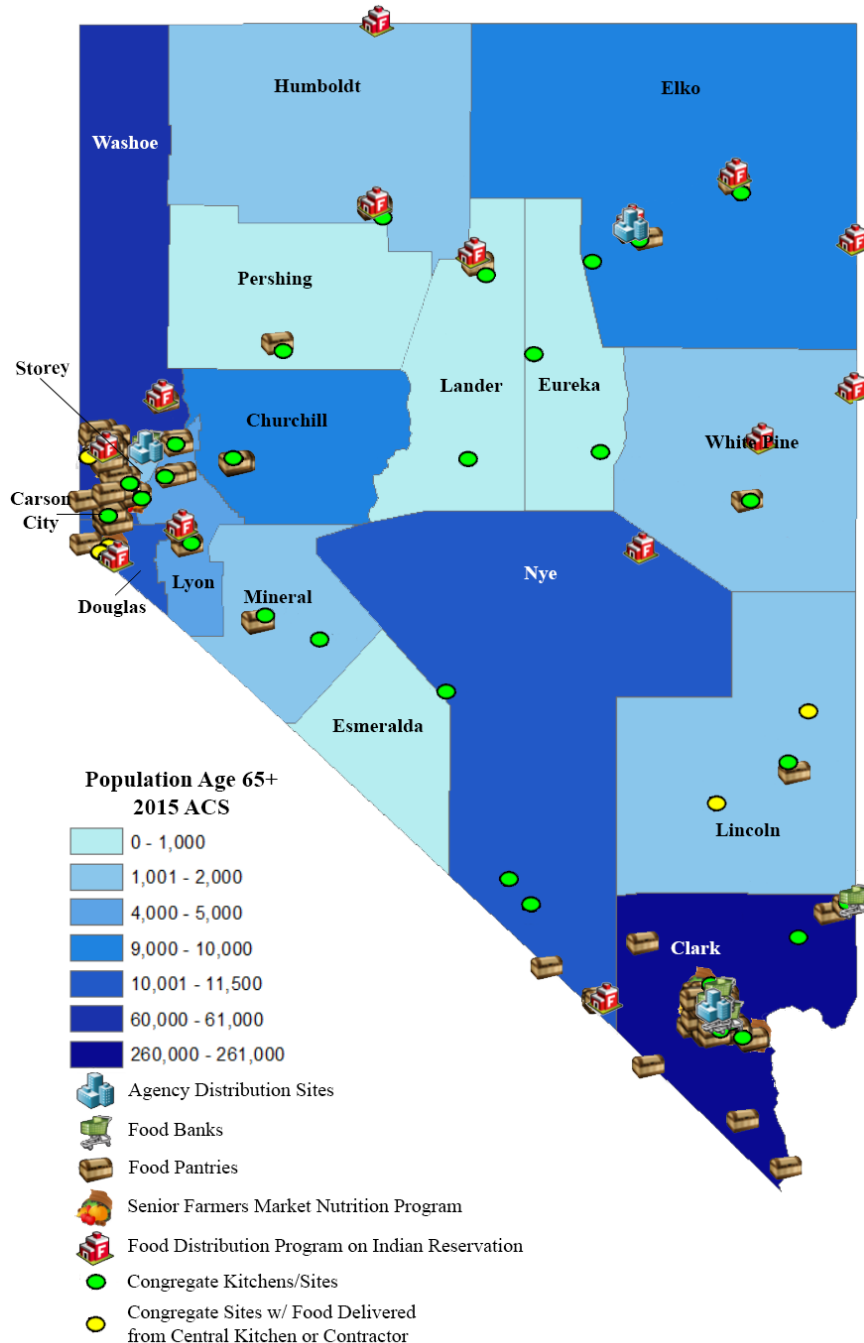 Humboldt
Elko
Washoe
Pershing
Storey
Lander
Eureka
Churchill
White Pine
Carson
City
Nye
Lyon
Mineral
Douglas
Esmeralda
Lincoln
Clark
Population Age 65+
2015 ACS
0 - 1,000
1,001 - 2,000
4,000 - 5,000
9,000 - 10,000
10,001 - 11,500
60,000 - 61,000
260,000 - 261,000
Agency Distribution Sites
Food Banks
Food Pantries
Senior Farmers Market Nutrition Program
Food Distribution Program on Indian Reservation
Congregate Kitchens/Sites
Congregate Sites w/ Food Delivered
from Central Kitchen or Contractor